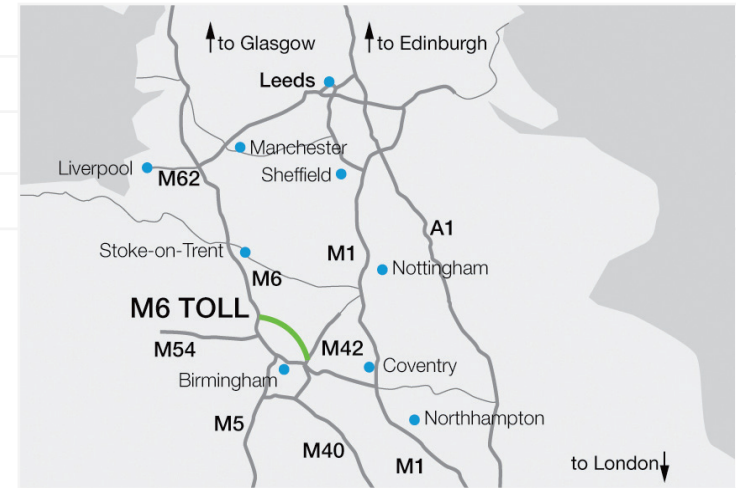 to Glasgow
to Edinburgh
Leeds
Manchester
Liverpool
M62
Sheffield
A1
Stoke-on-Trent
M1
Nottingham
M6
M6 TOLL
M54
M42
Coventry
Birmingham
M5
Northhampton
M40
M1
to London